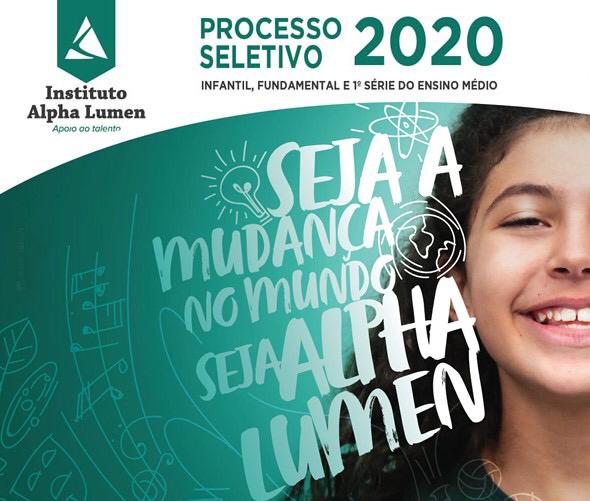 Instituto
Alpha Lumen
Apoio ao talento
PROCESSO
SELETIVO 2020
INFANTIL, FUNDAMENTAL E 1ª SÉRIE DO ENSINO MÉDIO
SEJA A
MUDANÇA
NO MUNDO
SEJA ALPHA
LUMEN